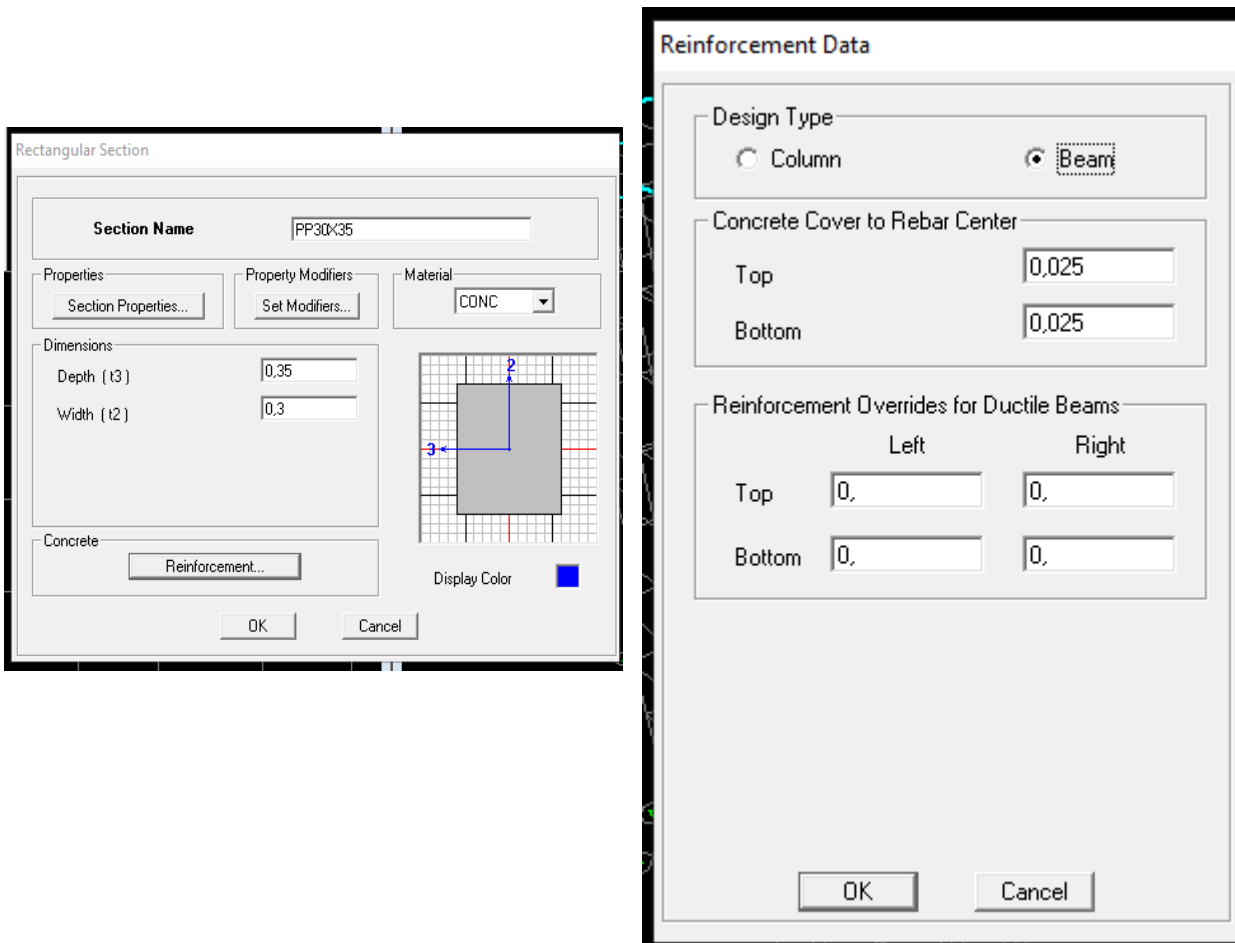 Rectangular Section
Section Name PP30X35
Properties Property Modifiers Material
Section Properties... Set Modifiers... CONC
Dimensions
Depth ( t3 ) 0,35
Width ( t2 ) 0,3
2
3
Concrete
Reinforcement...
Display Color
OK Cancel
Reinforcement Data
Design Type
Column Beam
Concrete Cover to Rebar Center
Top 0,025
Bottom 0,025
Reinforcement Overrides for Ductile Beams
Left Right
Top 0, 0,
Bottom 0, 0,
OK Cancel